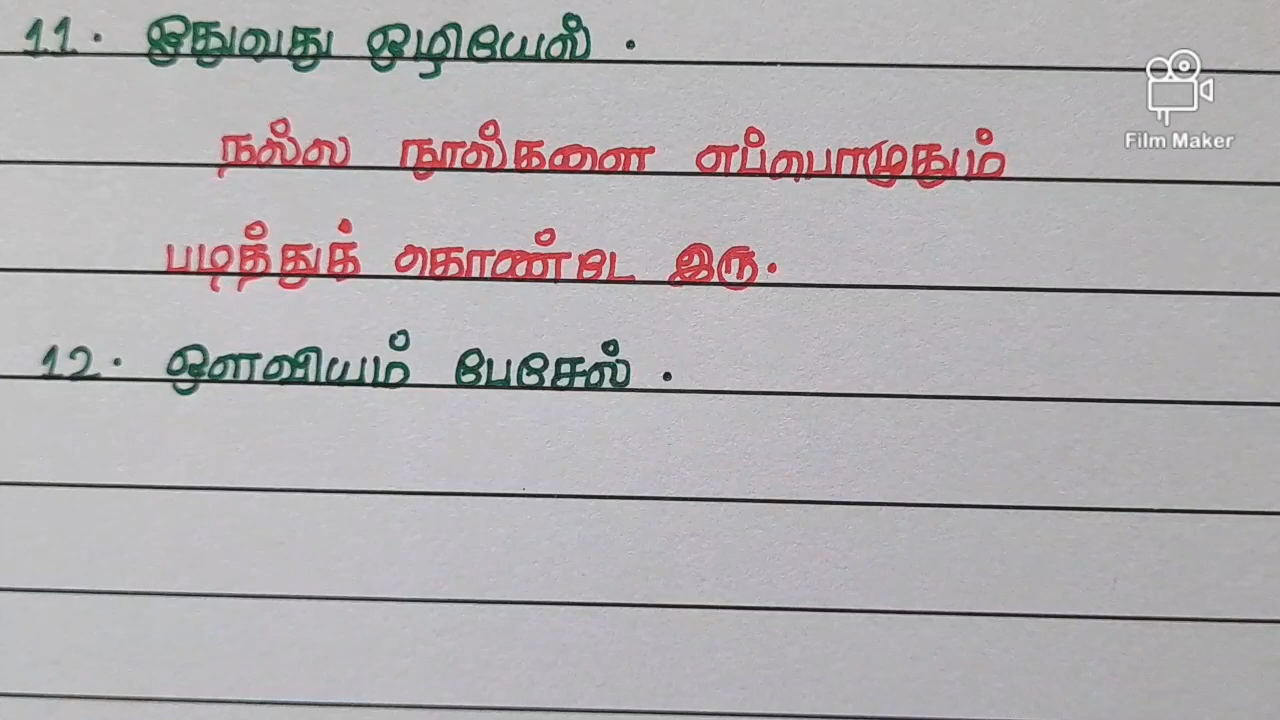 11. ஓதுவது ஒழியேல் .
Film Maker
நல்ல நூல்களை எப்பொழுதும்
படித்துக் கொண்டே இரு.
12. ஔவியம் பேசேல் .